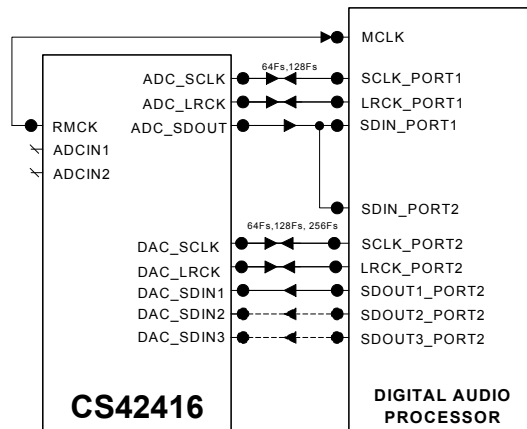 MCLK
64Fs,128Fs
ADC_SCLK
SCLK_PORT1
ADC_LRCK
LRCK_PORT1
RMCK
ADC_SDOUT
SDIN_PORT1
ADCIN1
ADCIN2
SDIN_PORT2
64Fs,128Fs, 256Fs
DAC_SCLK
SCLK_PORT2
DAC_LRCK
LRCK_PORT2
DAC_SDIN1
SDOUT1_PORT2
DAC_SDIN2
SDOUT2_PORT2
DAC_SDIN3
SDOUT3_PORT2
CS42416
DIGITAL AUDIO
PROCESSOR